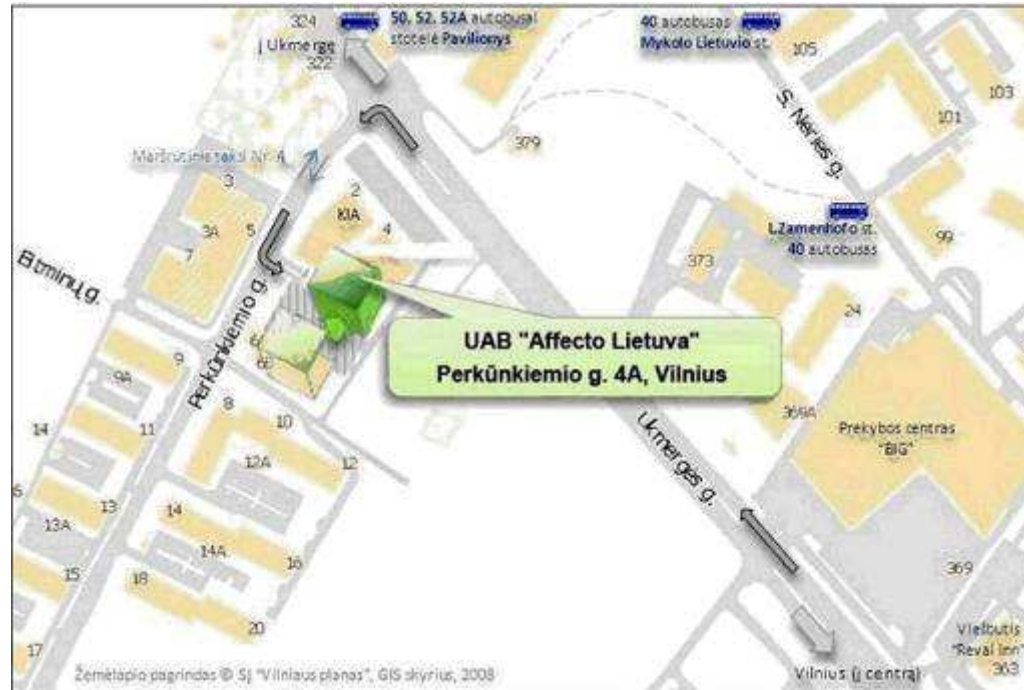 324
50, 52, 52A autobusai
stotelė Pavilionys
į Ukmergę
322
40 autobusas
Mykolo Lietuvio st.
105
103
101
S. Nėries g.
379
Maršrutinis taksi Nr. 4
3
2
KIA
3A
5
4
7
L.Zamenhofo st.
40 autobusas
99
373
Bitininkų g.
Perkūnkiemio g.
24
UAB "Affecto Lietuva"
Perkūnkiemio g. 4A, Vilnius
6
6B
9
9A
8
10
369A
Prekybos centras
"BIG"
14
11
12A
12
Ukmergės g.
13
13A
14
14A
16
15
18
369
20
17
Viešbutis
"Reval Inn"
363
Vilnius (į centrą)
Žemėlapio pagrindas © SĮ "Vilniaus planas", GIS skyrius, 2008